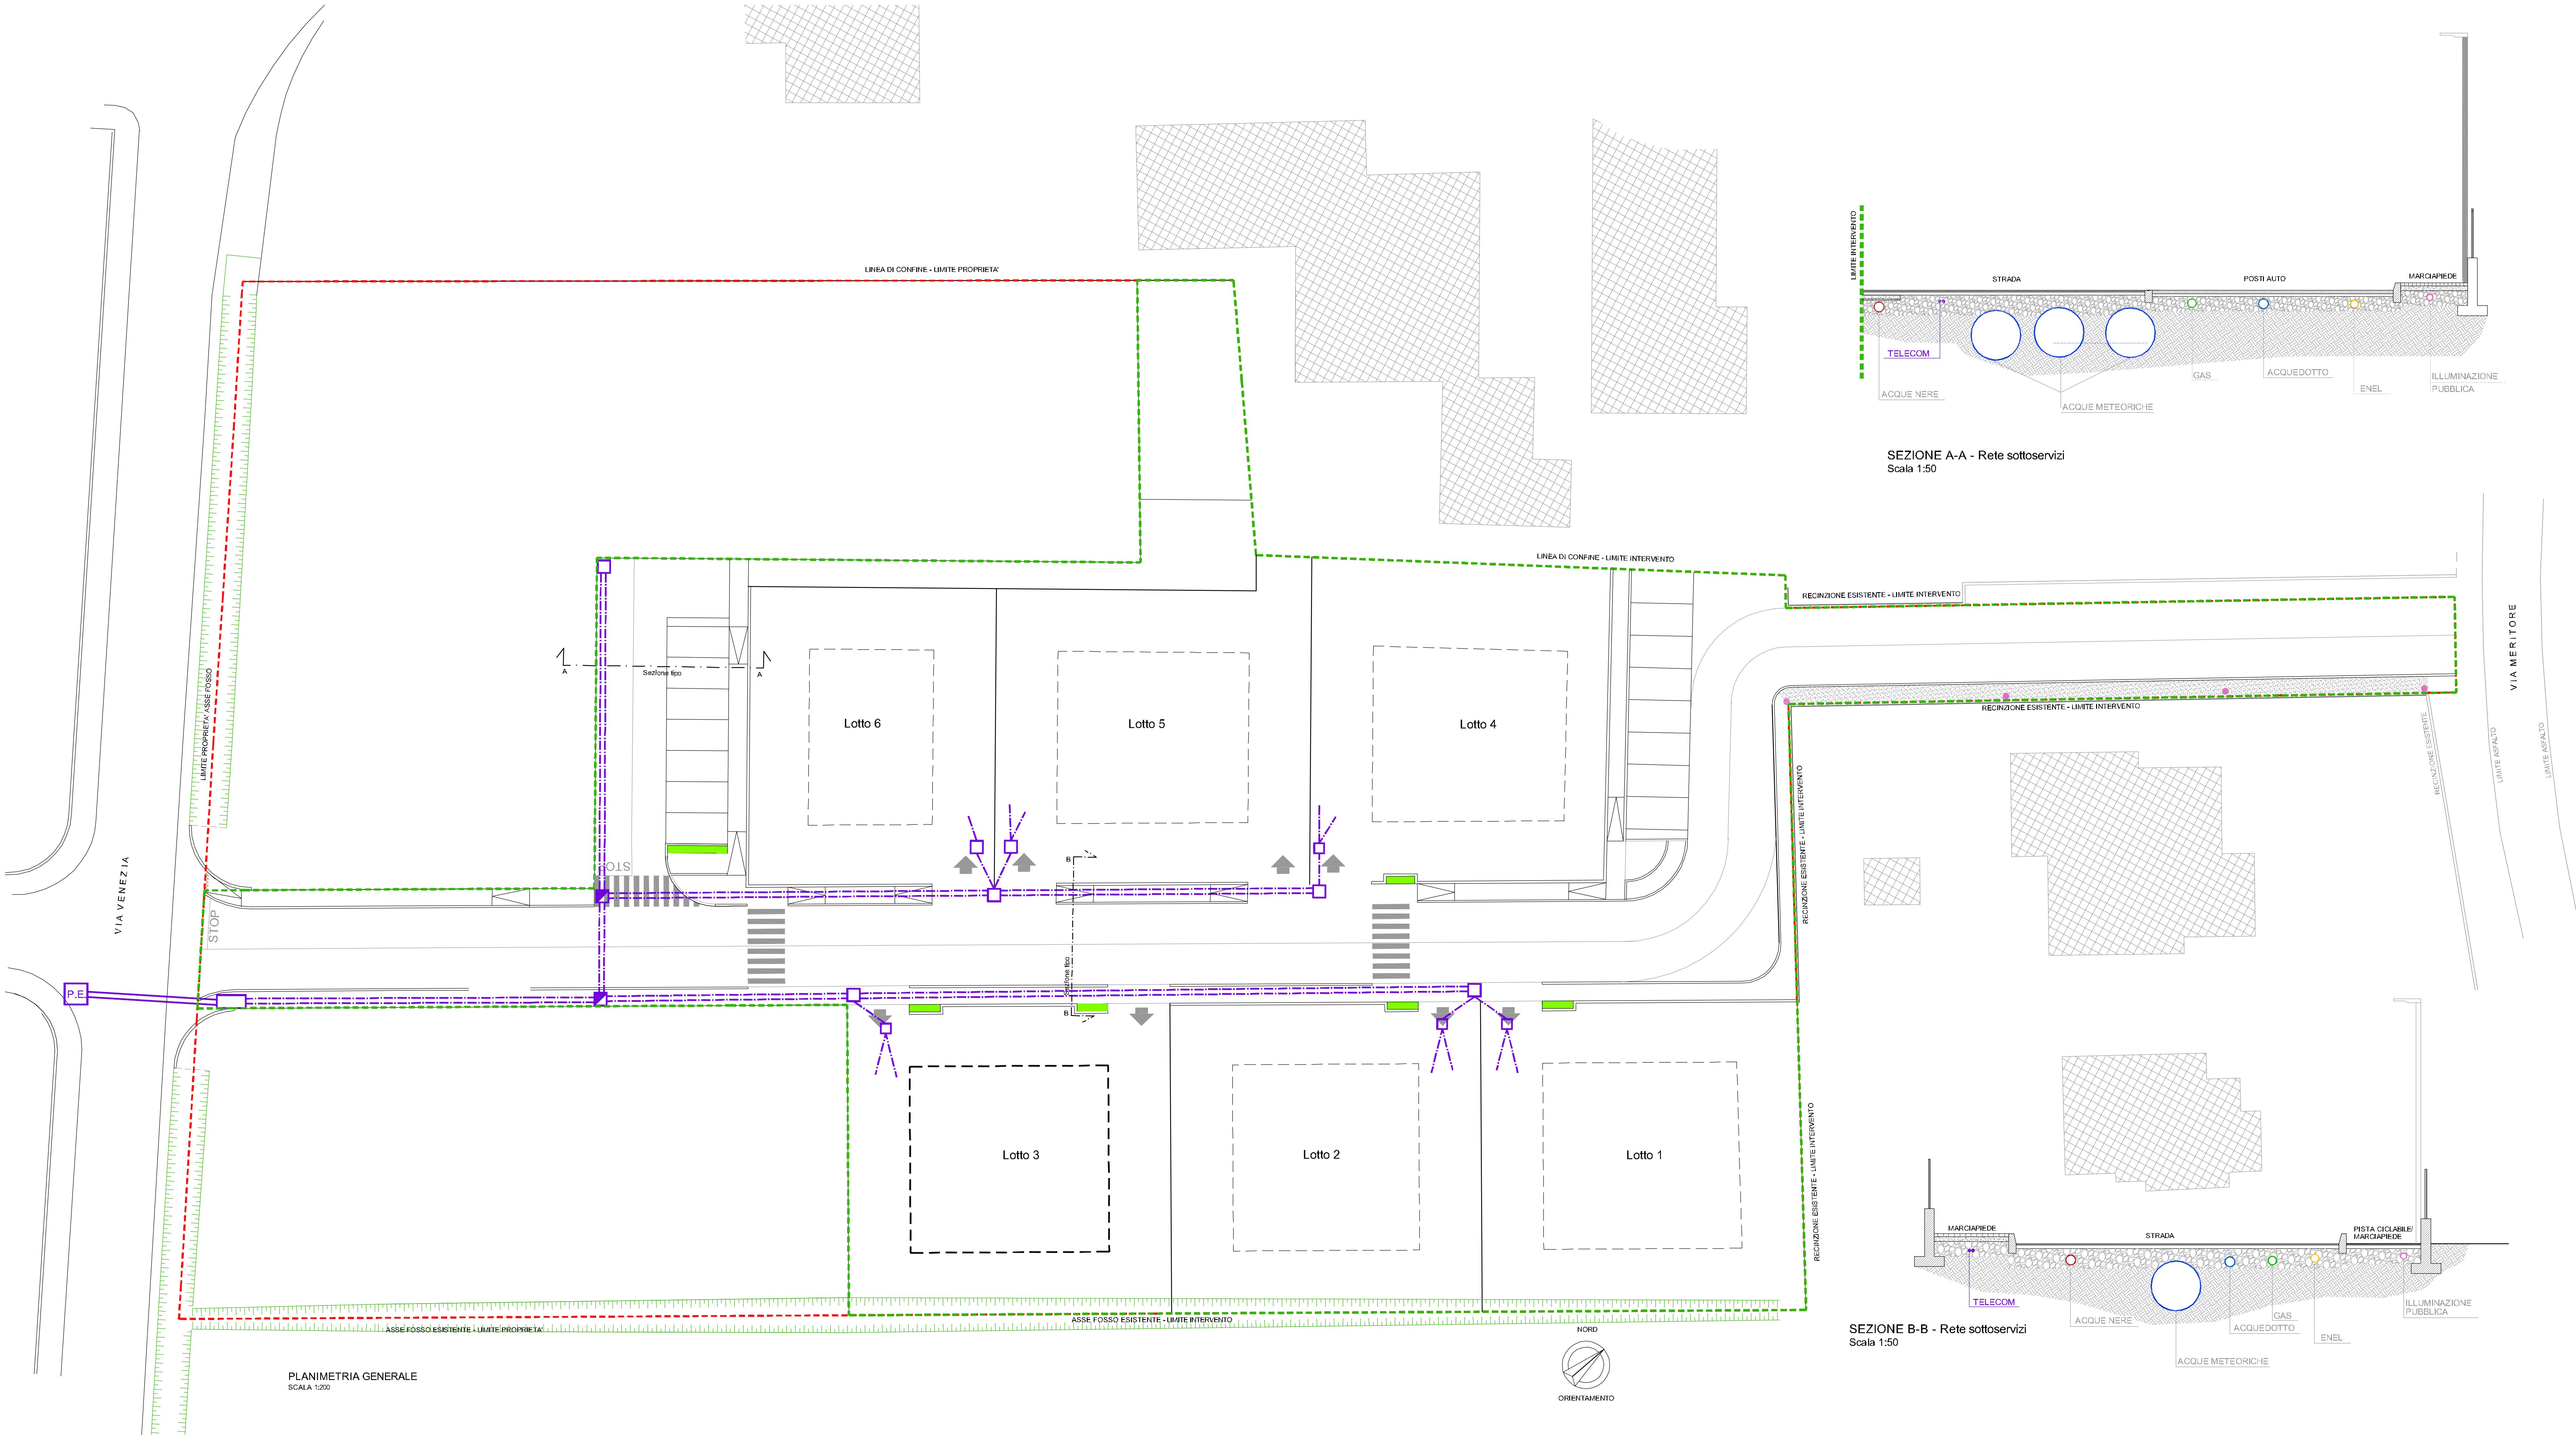 LINEA DI CONFINE - LIMITE PROPRIETA'
LIMITE INTERVENTO
STRADA
POSTI AUTO
MARCIAPIEDE
TELECOM
ACQUE NERE
ACQUE METEORICHE
GAS
ACQUEDOTTO
ENEL
ILLUMINAZIONE
PUBBLICA
SEZIONE A-A - Rete sottoservizi
Scala 1:50
LINEA DI CONFINE - LIMITE INTERVENTO
RECINZIONE ESISTENTE - LIMITE INTERVENTO
VIA MERITORE
RECINZIONE ESISTENTE - LIMITE INTERVENTO
RECINZIONE ESISTENTE
LIMITE ASFALTO
LIMITE ASFALTO
LIMITE PROPRIETA' ASSE FOSSO
A
Sezione tipo
A
Lotto 6
Lotto 5
Lotto 4
RECINZIONE ESISTENTE - LIMITE INTERVENTO
VIA VENEZIA
STOP
STOP
B
Sezione tipo
B
P.E.
Lotto 3
Lotto 2
Lotto 1
RECINZIONE ESISTENTE - LIMITE INTERVENTO
ASSE FOSSO ESISTENTE - LIMITE PROPRIETA'
ASSE FOSSO ESISTENTE - LIMITE INTERVENTO
NORD
ORIENTAMENTO
PLANIMETRIA GENERALE
SCALA 1:200
MARCIAPIEDE
STRADA
PISTA CICLABILE/
MARCIAPIEDE
TELECOM
ACQUE NERE
ACQUE METEORICHE
ACQUEDOTTO
GAS
ENEL
ILLUMINAZIONE
PUBBLICA
SEZIONE B-B - Rete sottoservizi
Scala 1:50